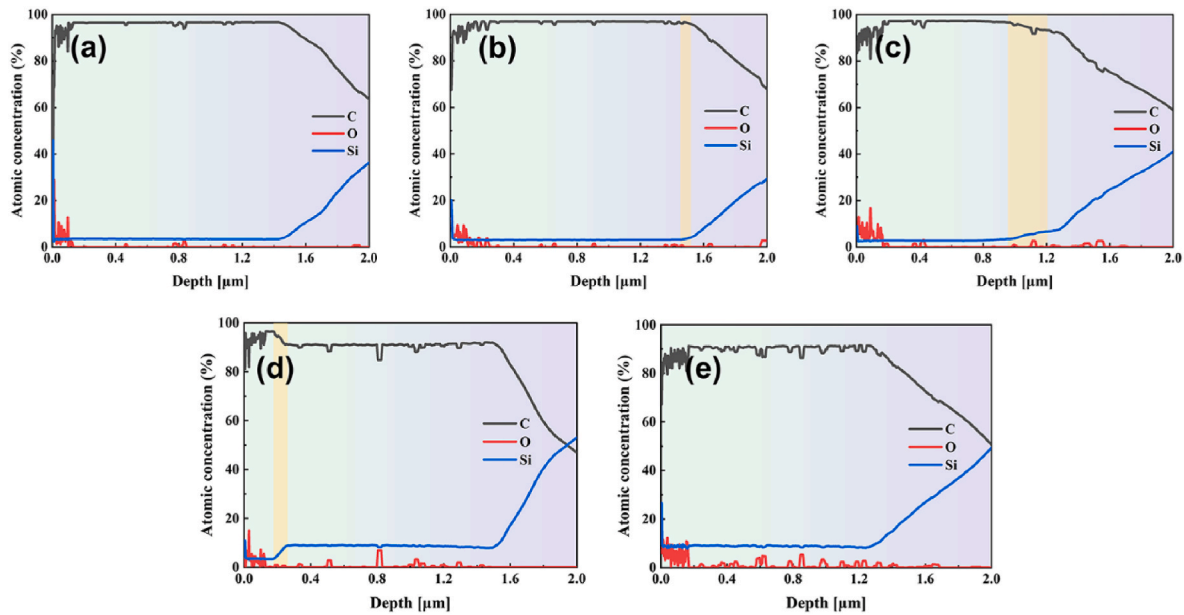 100
80
60
40
20
0
Atomic concentration (%)
(a)
C
O
Si
0.0 0.4 0.8 1.2 1.6 2.0
Depth [μm]
100
80
60
40
20
0
Atomic concentration (%)
(b)
C
O
Si
0.0 0.4 0.8 1.2 1.6 2.0
Depth [μm]
100
80
60
40
20
0
Atomic concentration (%)
(c)
C
O
Si
0.0 0.4 0.8 1.2 1.6 2.0
Depth [μm]
100
80
60
40
20
0
Atomic concentration (%)
(d)
C
O
Si
0.0 0.4 0.8 1.2 1.6 2.0
Depth [μm]
100
80
60
40
20
0
Atomic concentration (%)
(e)
C
O
Si
0.0 0.4 0.8 1.2 1.6 2.0
Depth [μm]